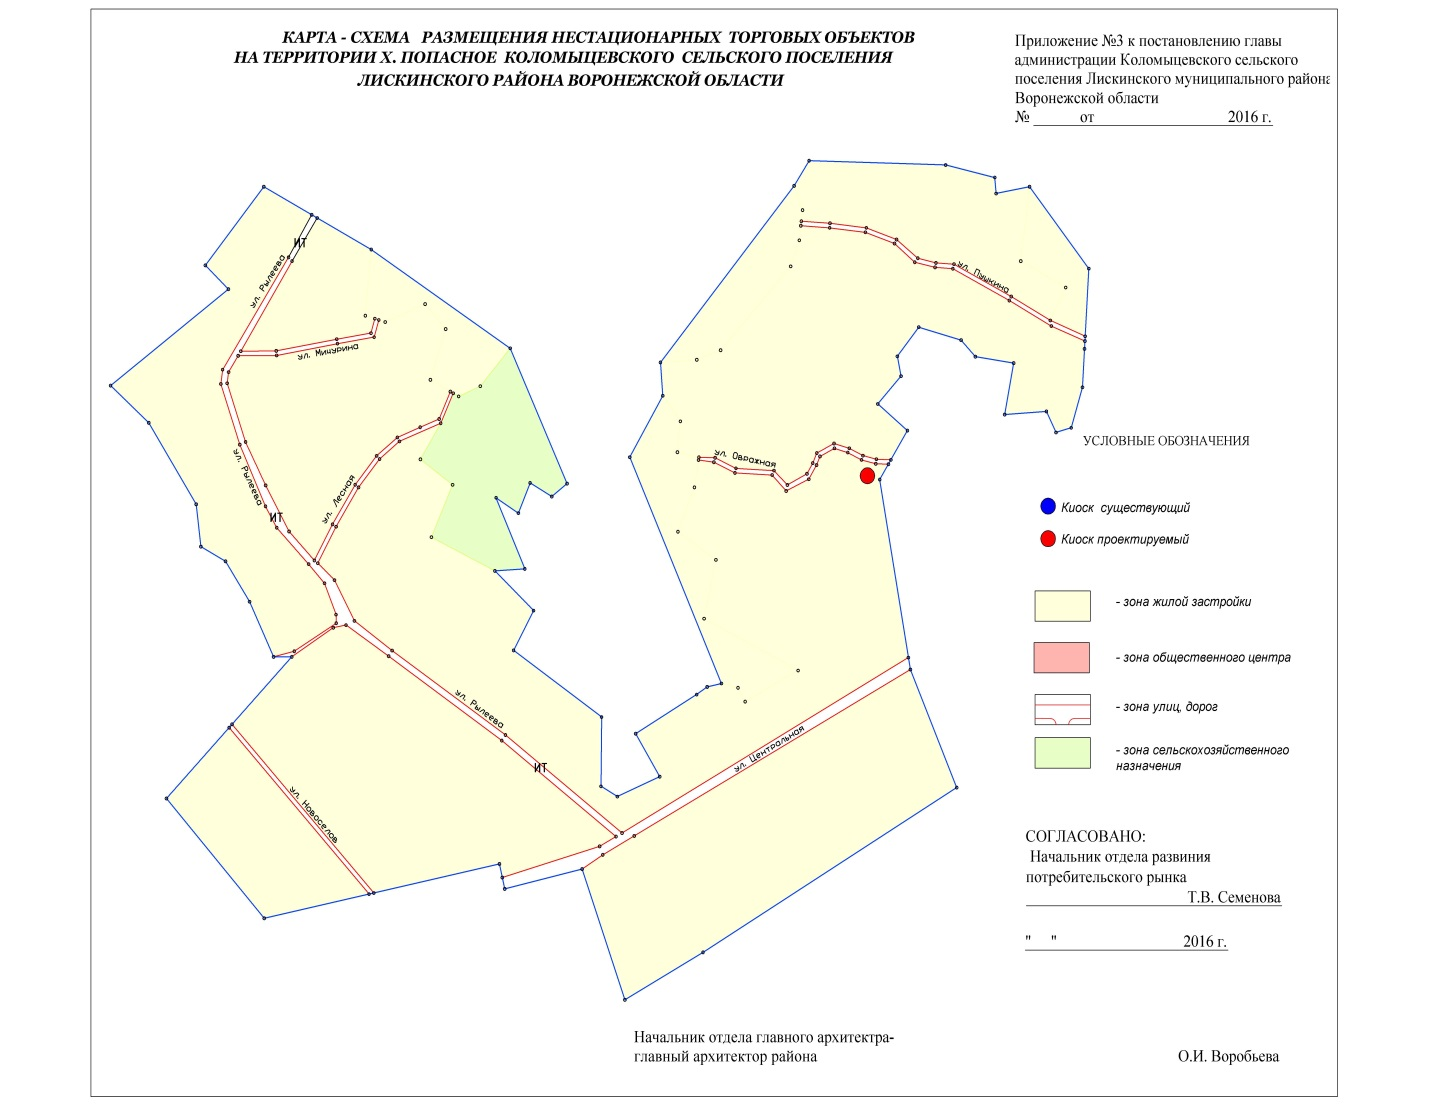 КАРТА - СХЕМА РАЗМЕЩЕНИЯ НЕСТАЦИОНАРНЫХ ТОРГОВЫХ ОБЪЕКТОВ
НА ТЕРРИТОРИИ Х. ПОПАСНОЕ КОЛОМЫЦЕВСКОГО СЕЛЬСКОГО ПОСЕЛЕНИЯ
ЛИСКИНСКОГО РАЙОНА ВОРОНЕЖСКОЙ ОБЛАСТИ
Приложение №3 к постановлению главы
администрации Коломыцевского сельского
поселения Лискинского муниципального района
Воронежской области
№ от 2016 г.
ИТ
ул. Рылеева
ул. Мичурина
ул. Пушкина
ул. Рылеева
ИТ
ул. Лесная
ул. Овражная
ул. Рылеева
ИТ
ул. Центральная
ул. Новоселов
УСЛОВНЫЕ ОБОЗНАЧЕНИЯ
Киоск существующий
Киоск проектируемый
- зона жилой застройки
- зона общественного центра
- зона улиц, дорог
- зона сельскохозяйственного
назначения
СОГЛАСОВАНО:
Начальник отдела развиния
потребительского рынка
Т.В. Семенова
" " 2016 г.
Начальник отдела главного архитектра-
главный архитектор района
О.И. Воробьева